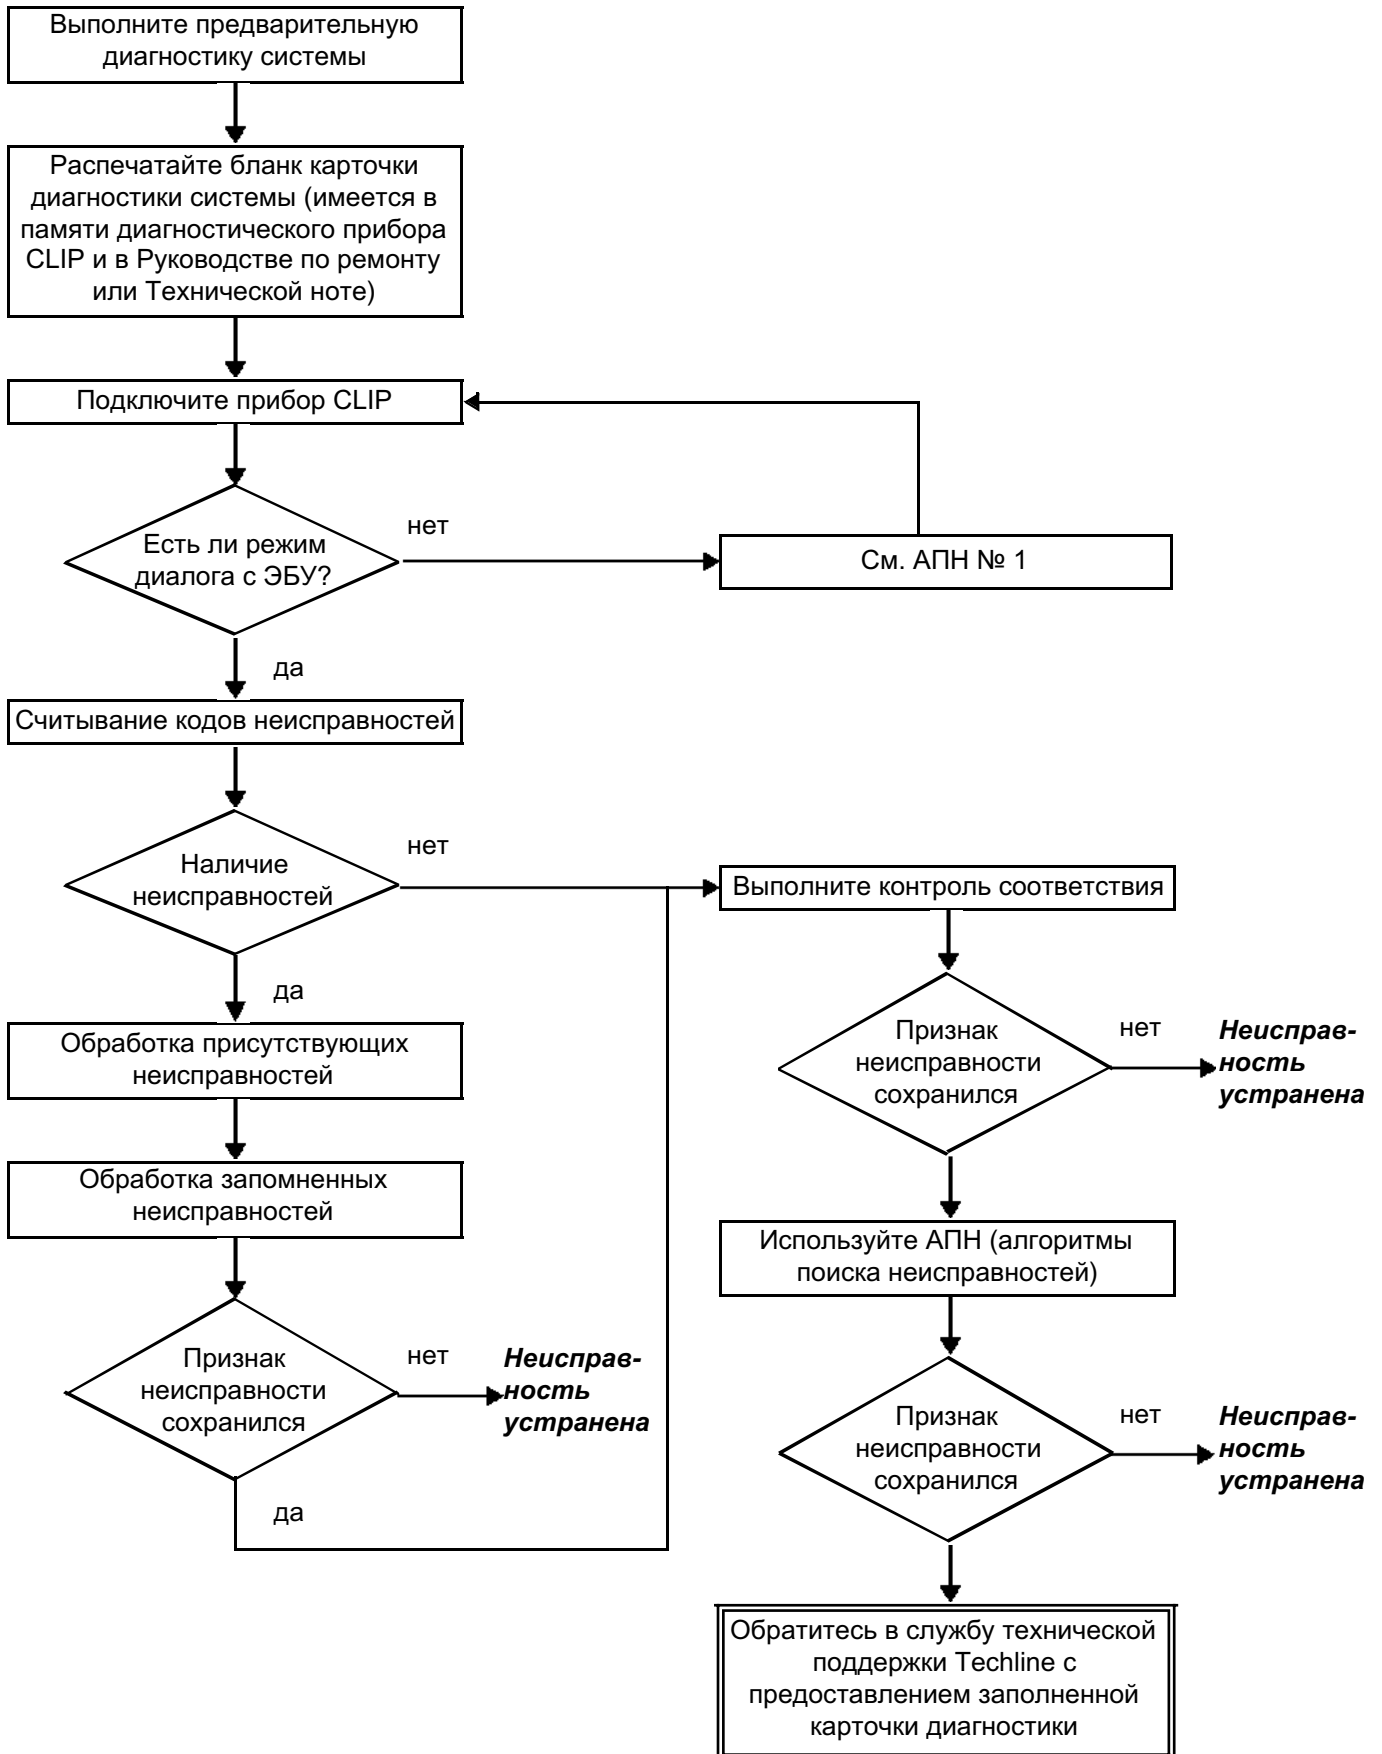 Выполните предварительную
диагностику системы
Распечатайте бланк карточки
диагностики системы (имеется в
памяти диагностического прибора
CLIP и в Руководстве по ремонту
или Технической ноте)
Подключите прибор CLIP
Есть ли режим
диалога с ЭБУ?
нет
См. АПН № 1
да
Считывание кодов неисправностей
Наличие
неисправностей
нет
Выполните контроль соответствия
да
Обработка присутствующих
неисправностей
Обработка запомненных
неисправностей
Признак
неисправности
сохранился
нет
Неисправ-
ность
устранена
да
Признак
неисправности
сохранился
нет
Неисправ-
ность
устранена
Используйте АПН (алгоритмы
поиска неисправностей)
Признак
неисправности
сохранился
нет
Неисправ-
ность
устранена
Обратитесь в службу технической
поддержки Techline с
предоставлением заполненной
карточки диагностики